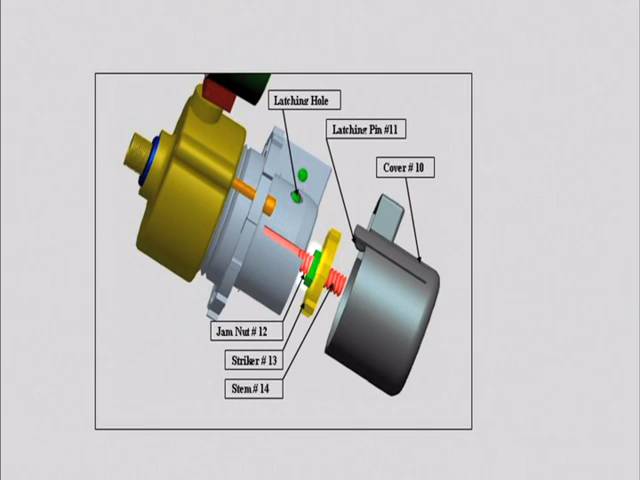 Latching Hole
Latching Pin #11
Cover # 10
Jam Nut # 12
Striker # 13
Stem # 14